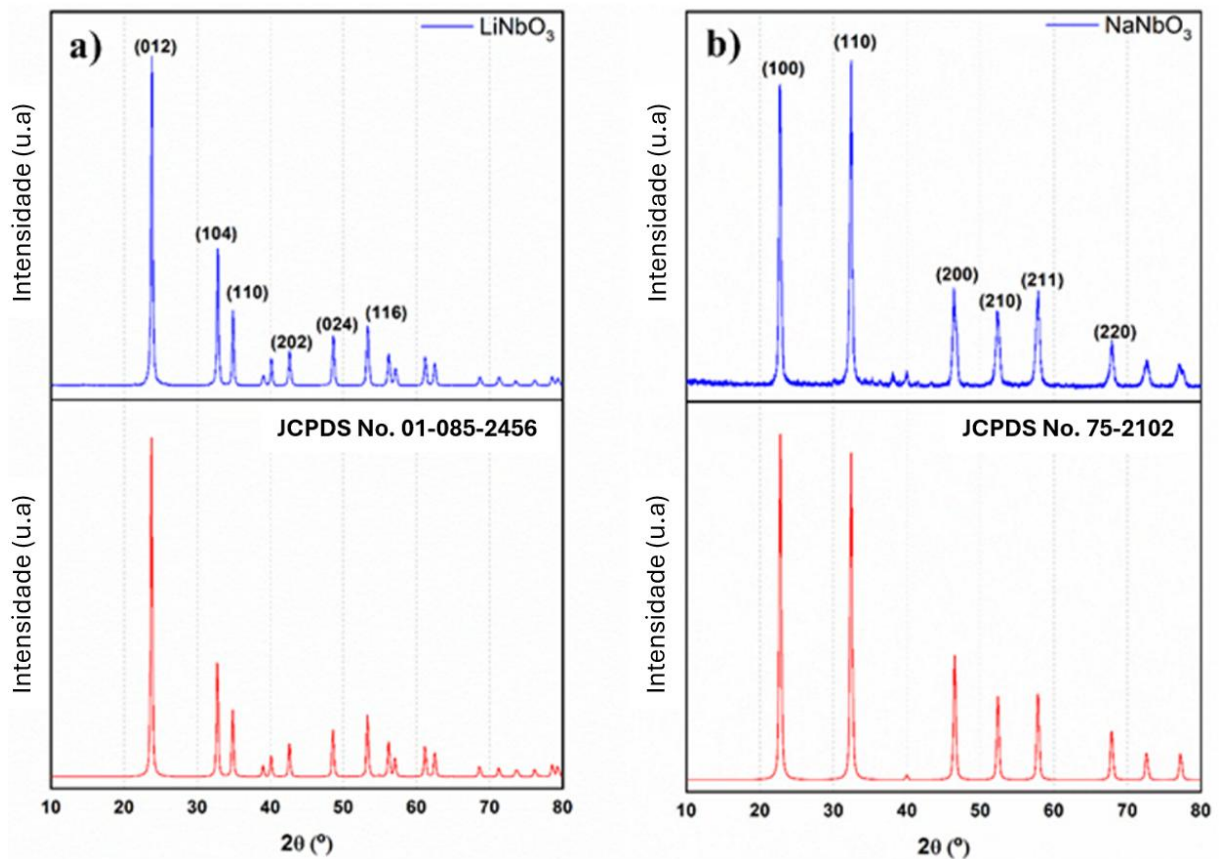 a)
LiNbO₃
(012)
(104)
(110)
(202)
(024)
(116)
Intensidade (u.a)
JCPDS No. 01-085-2456
Intensidade (u.a)
10 20 30 40 50 60 70 80
2θ (º)
b)
NaNbO₃
(100)
(110)
(200)
(210)
(211)
(220)
Intensidade (u.a)
JCPDS No. 75-2102
Intensidade (u.a)
10 20 30 40 50 60 70 80
2θ (º)